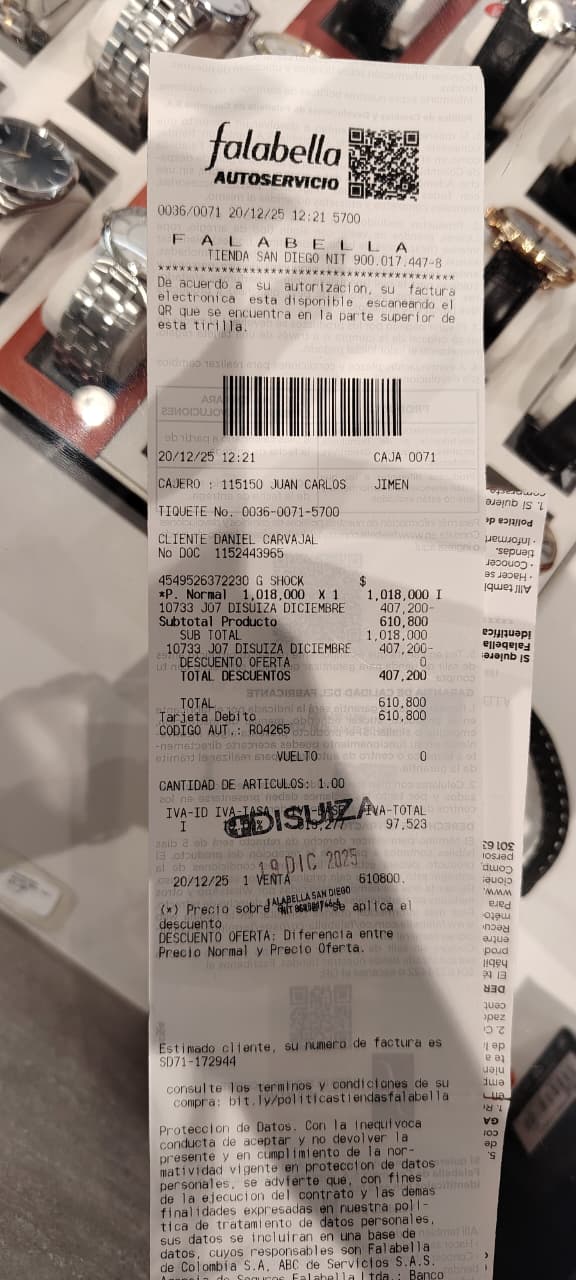 falabella
AUTOSERVICIO
0036/0071 20/12/25 12:21 5700
F A L A B E L L A
TIENDA SAN DIEGO NIT 900.017.447-8
****************************************
De acuerdo a su autorizacion, su factura
electronica esta disponible escaneando el
QR que se encuentra en la parte superior de
esta tirilla.
20/12/25 12:21 CAJA 0071
CAJERO : 115150 JUAN CARLOS JIMEN
TIQUETE No. 0036-0071-5700
CLIENTE DANIEL CARVAJAL
No DOC 1152443965
4549526372230 G SHOCK $
*P. Normal 1,018,000 X 1 1,018,000 I
10733 J07 DISUIZA DICIEMBRE 407,200-
Subtotal Producto 610,800
SUB TOTAL 1,018,000
10733 J07 DISUIZA DICIEMBRE 407,200-
DESCUENTO OFERTA 0
TOTAL DESCUENTOS 407,200
TOTAL 610,800
Tarjeta Debito 610,800
CODIGO AUT.: R04265
VUELTO 0
CANTIDAD DE ARTICULOS: 1.00
IVA-ID IVA-TASA IVA-BASE IVA-TOTAL
I 97,523
DISUIZA
19 DIC 2025
20/12/25 1 VENTA 610800.
FALABELLA SAN DIEGO
(*) Precio sobre el que se aplica el
descuento
DESCUENTO OFERTA: Diferencia entre
Precio Normal y Precio Oferta.
Estimado cliente, su numero de factura es
SD71-172944
consulte los terminos y condiciones de su
compra: bit.ly/politicastiendasfalabella
Proteccion de Datos. Con la inequivoca
conducta de aceptar y no devolver la
presente y en cumplimiento de la nor-
matividad vigente en proteccion de datos
personales, se advierte que, con fines
de la ejecucion del contrato y las demas
finalidades expresadas en nuestra poli-
tica de tratamiento de datos personales,
sus datos se incluiran en una base de
datos, cuyos responsables son Falabella
de Colombia S.A, ABC de Servicios S.A.S.
Agencia de Seguros Falabella Ltda.; Banco